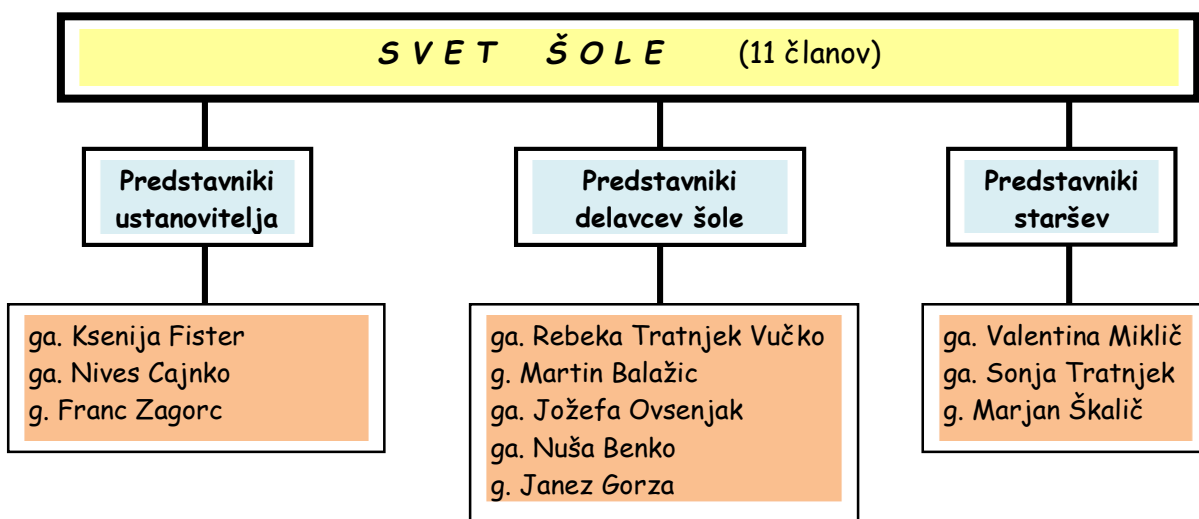 SVET ŠOLE (11 članov)
Predstavniki
ustanovitelja
ga. Ksenija Fister
ga. Nives Cajnko
g. Franc Zagorc
Predstavniki
delavcev šole
ga. Rebeka Tratnjek Vučko
g. Martin Balažic
ga. Jožefa Ovsenjak
ga. Nuša Benko
g. Janez Gorza
Predstavniki
staršev
ga. Valentina Miklič
ga. Sonja Tratnjek
g. Marjan Škalič